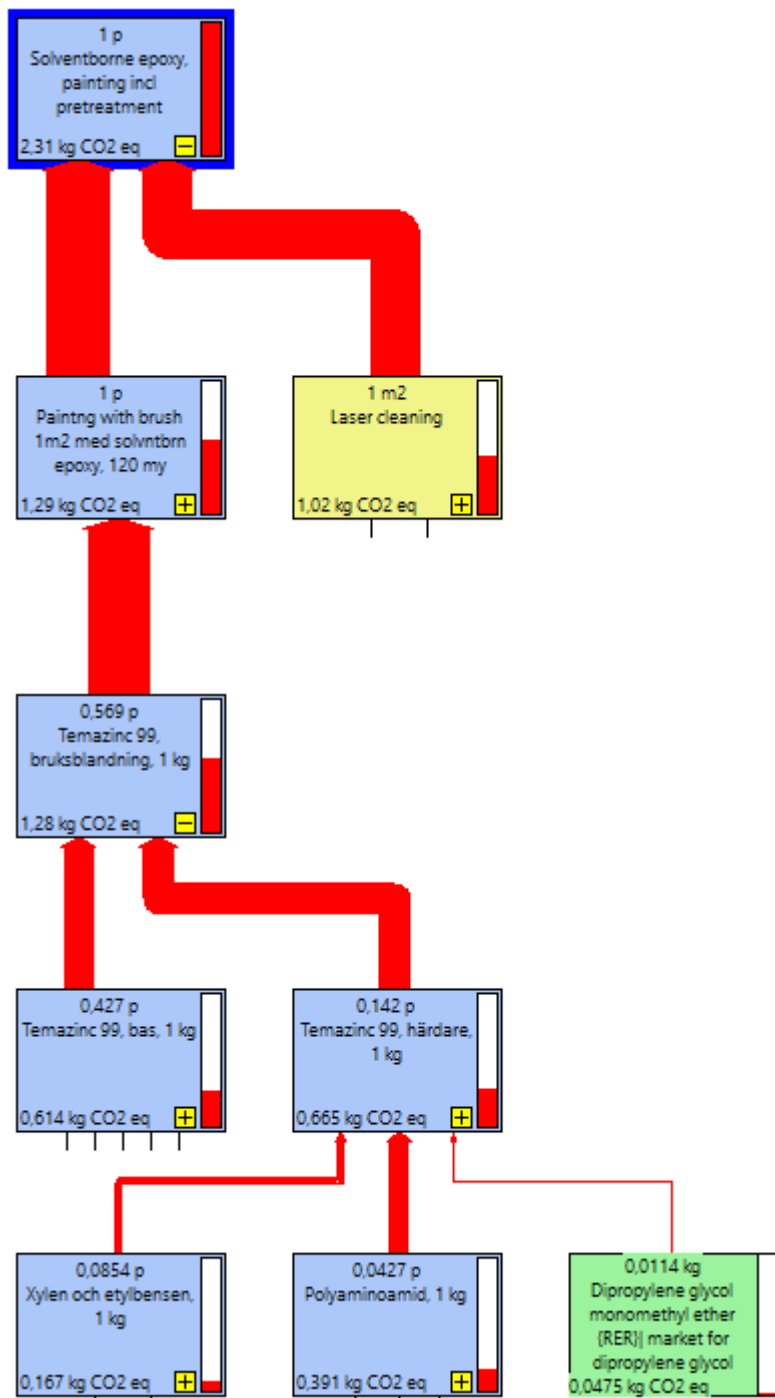 1 p
Solventborne epoxy,
painting incl
pretreatment
2,31 kg CO2 eq
1 p
Paintng with brush
1m2 med solvntbrn
epoxy, 120 my
1,29 kg CO2 eq
1 m2
Laser cleaning
1,02 kg CO2 eq
0,569 p
Temazinc 99,
bruksblandning, 1 kg
1,28 kg CO2 eq
0,427 p
Temazinc 99, bas, 1 kg
0,614 kg CO2 eq
0,142 p
Temazinc 99, härdare,
1 kg
0,665 kg CO2 eq
0,0854 p
Xylen och etylbensen,
1 kg
0,167 kg CO2 eq
0,0427 p
Polyaminoamid, 1 kg
0,391 kg CO2 eq
0,0114 kg
Dipropylene glycol
monomethyl ether
{RER}| market for
dipropylene glycol
0,0475 kg CO2 eq